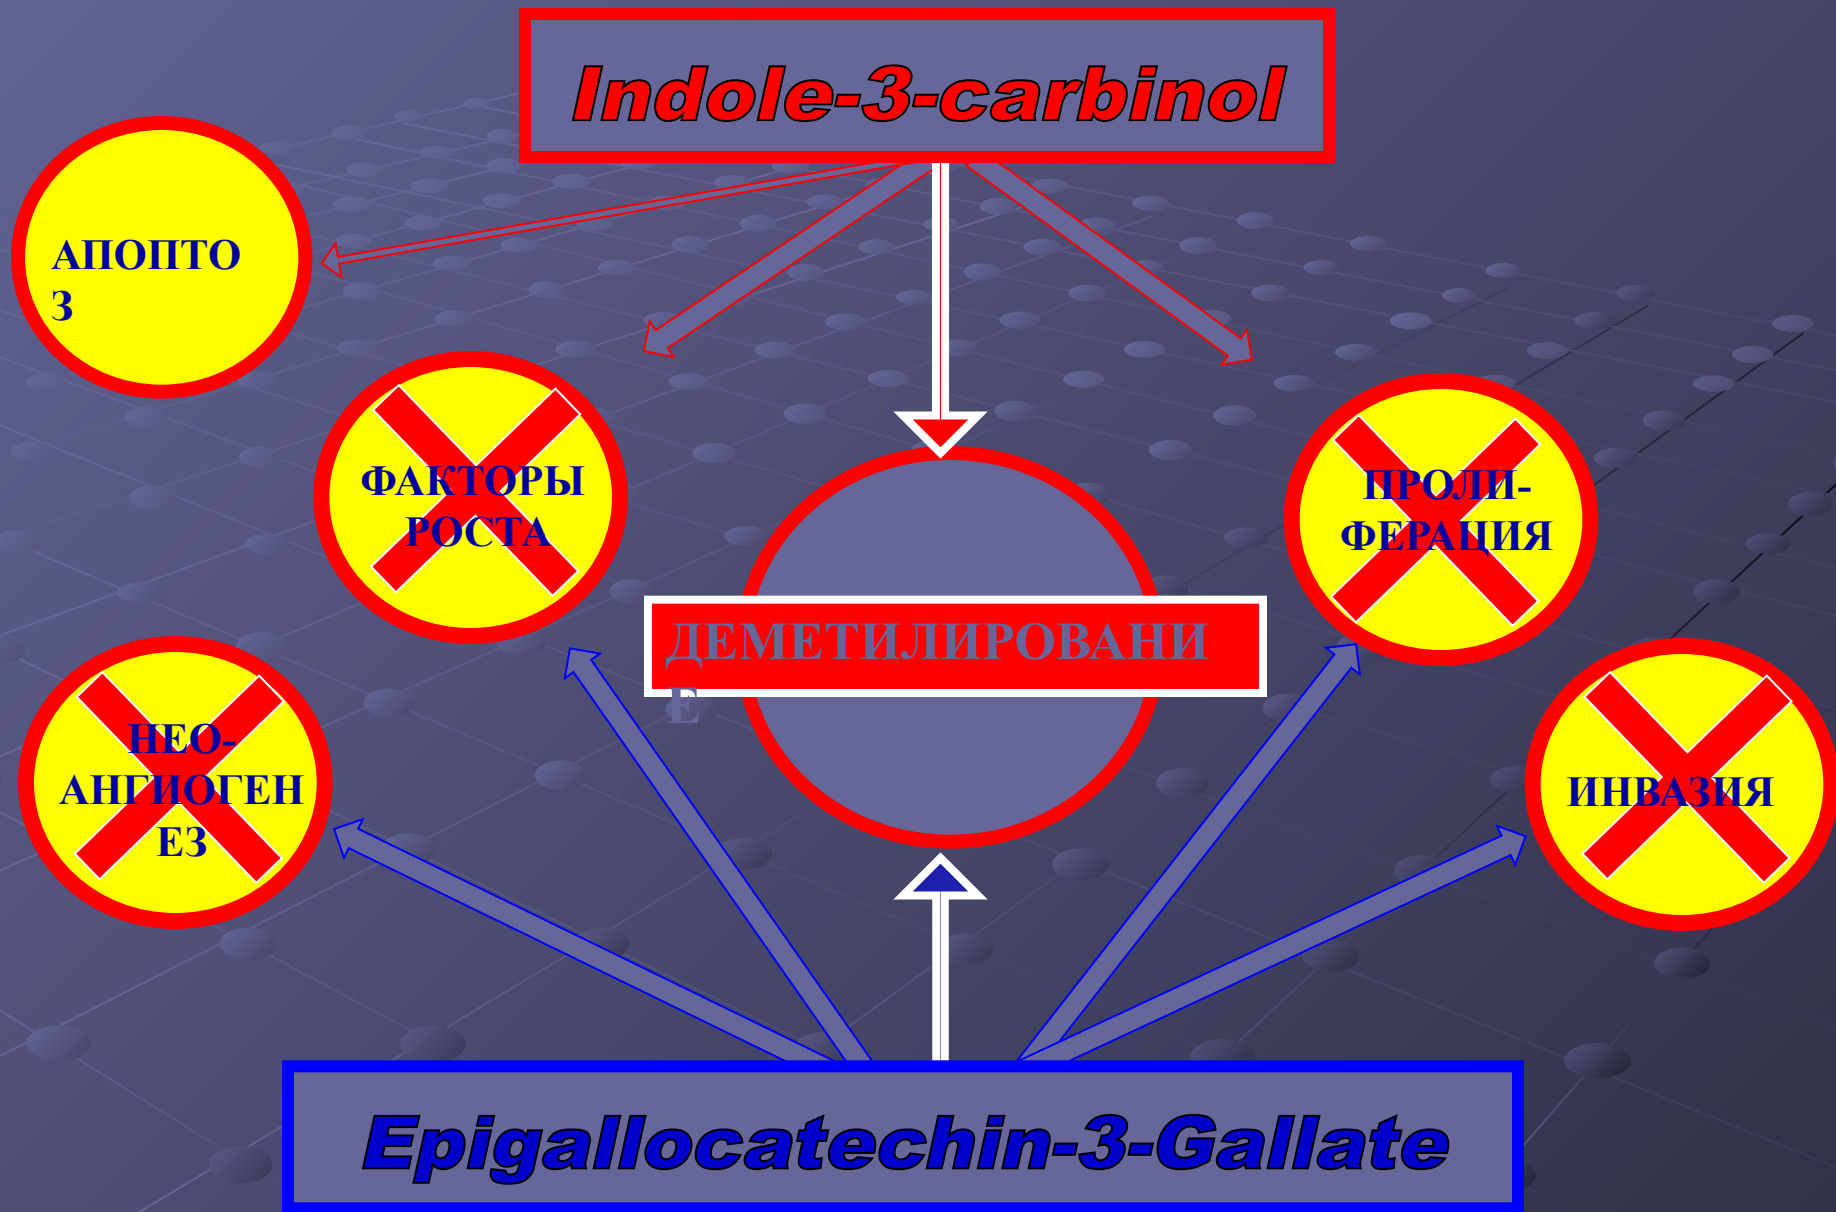 Indole-3-carbinol
АПОПТО
З
ФАКТОРЫ
РОСТА
ПРОЛИ-
ФЕРАЦИЯ
ДЕМЕТИЛИРОВАНИ
Е
НЕО-
АНГИОГЕН
ЕЗ
ИНВАЗИЯ
Epigallocatechin-3-Gallate